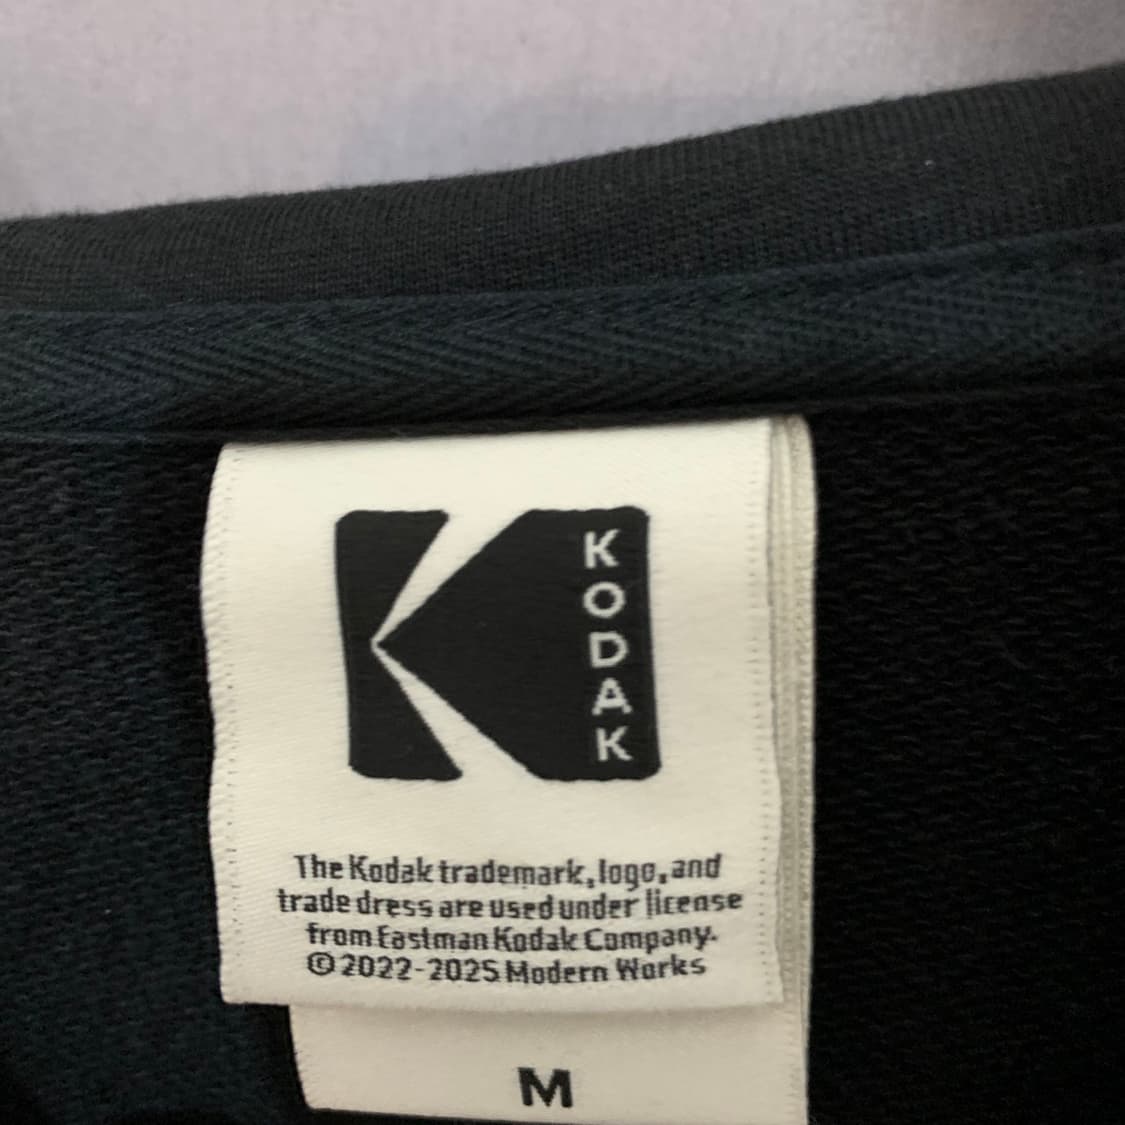 KODAK
The Kodak trademark, logo, and
trade dress are used under license
from Eastman Kodak Company.
©2022-2025 Modern Works
M